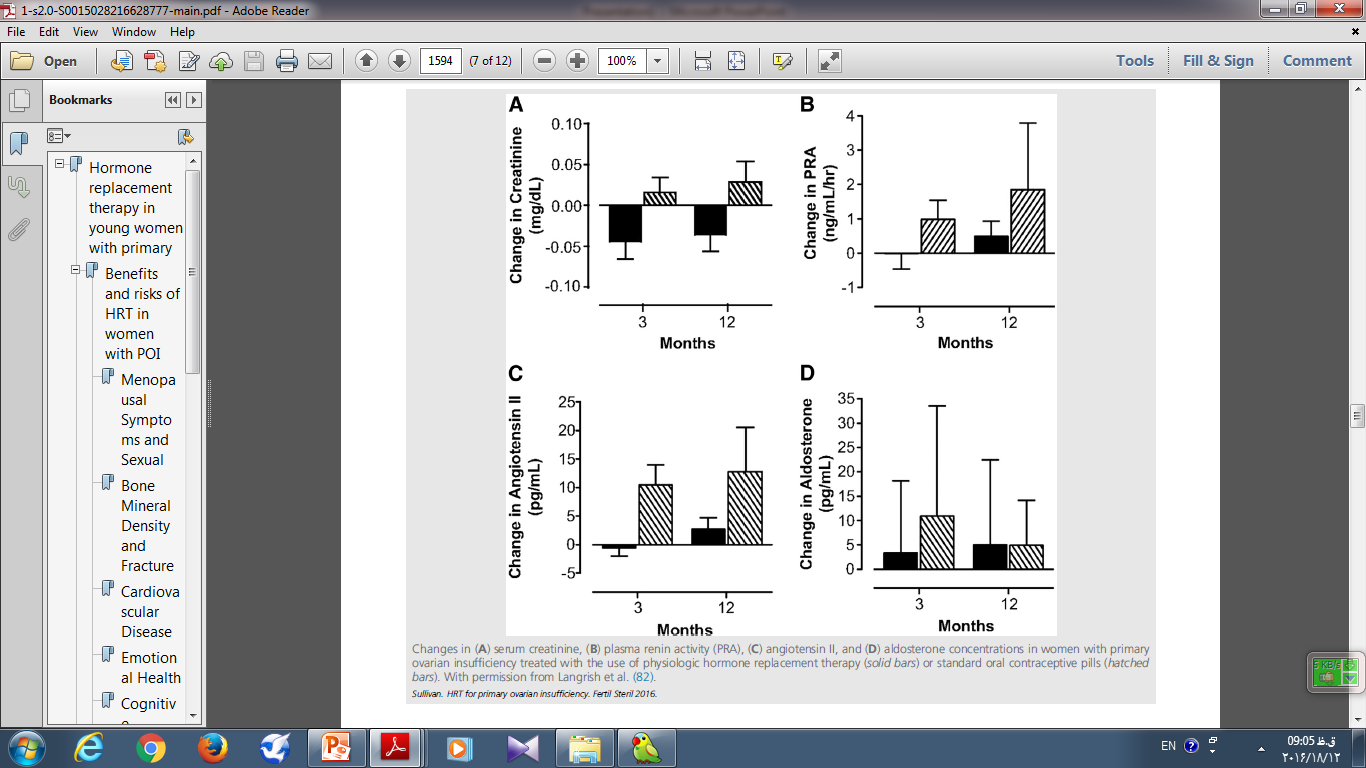 1-s2.0-S0015028216628777-main.pdf - Adobe Reader
File Edit View Window Help
Open
1594
(7 of 12)
100%
Tools
Fill & Sign
Comment
Bookmarks
Hormone
replacement
therapy in
young women
with primary
Benefits
and risks of
HRT in
women
with POI
Menopa
usal
Sympto
ms and
Sexual
Bone
Mineral
Density
and
Fracture
Cardiova
scular
Disease
Emotion
al Health
Cognitiv
A
Change in Creatinine
(mg/dL)
0.10
0.05
0.00
-0.05
-0.10
3 12
Months
B
Change in PRA
(ng/mL/hr)
4
3
2
1
0
-1
3 12
Months
C
Change in Angiotensin II
(pg/mL)
25
20
15
10
5
0
-5
3 12
Months
D
Change in Aldosterone
(pg/mL)
35
30
25
20
15
10
5
0
3 12
Months
Changes in (A) serum creatinine, (B) plasma renin activity (PRA), (C) angiotensin II, and (D) aldosterone concentrations in women with primary
ovarian insufficiency treated with the use of physiologic hormone replacement therapy (solid bars) or standard oral contraceptive pills (hatched
bars). With permission from Langrish et al. (82).
Sullivan. HRT for primary ovarian insufficiency. Fertil Steril 2016.
EN
09:05 ق.ظ
۲۰۱۶/۱۸/۱۲